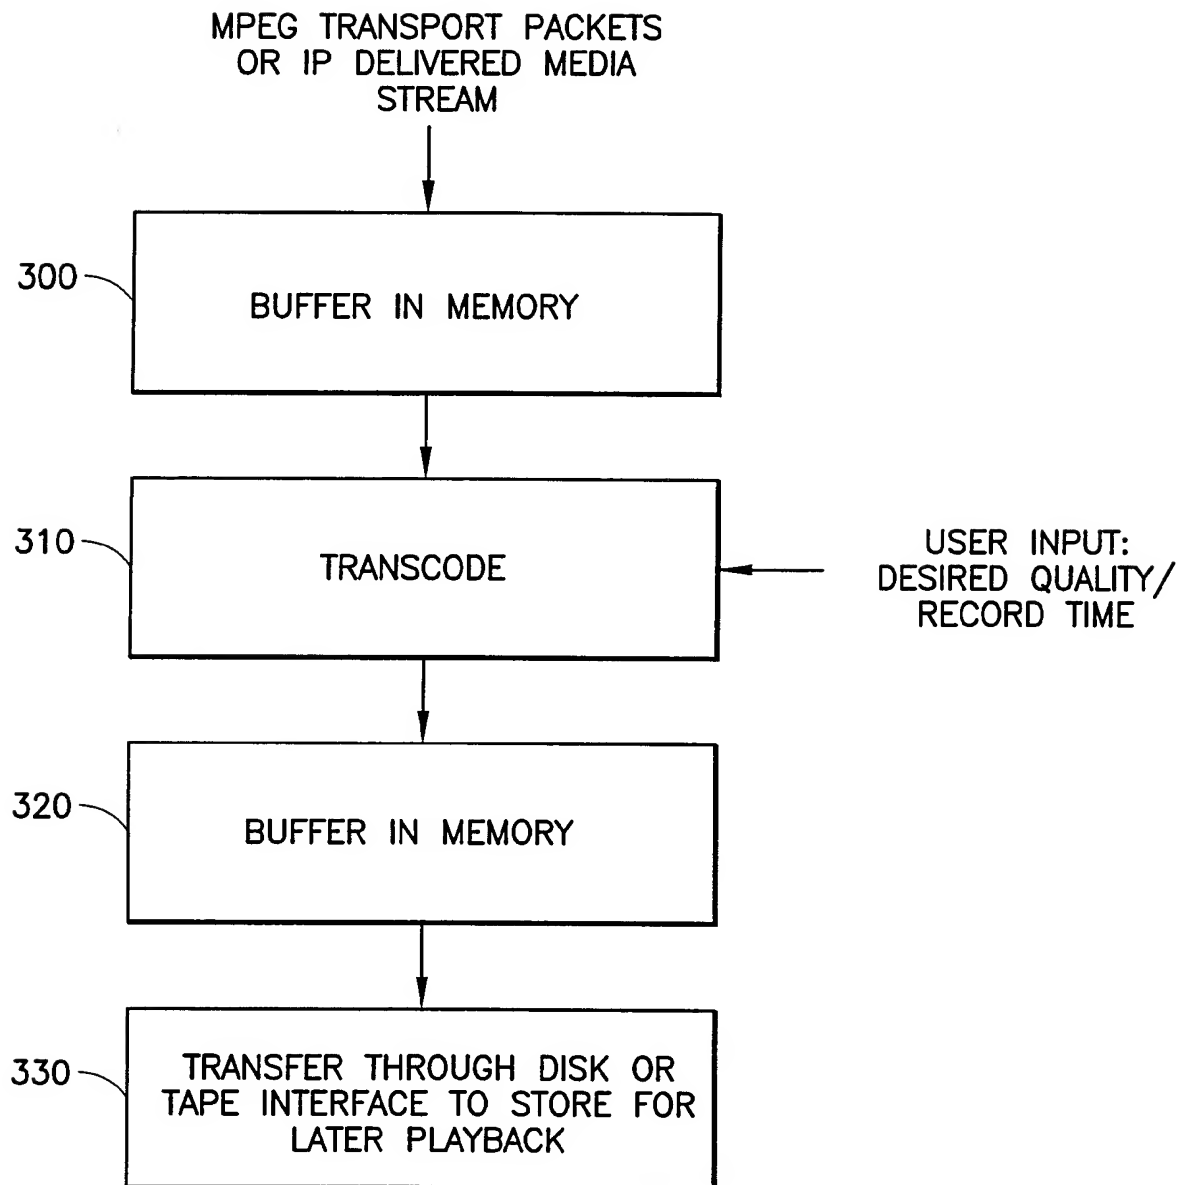 MPEG TRANSPORT PACKETS
OR IP DELIVERED MEDIA
STREAM
300
BUFFER IN MEMORY
310
TRANSCODE
USER INPUT:
DESIRED QUALITY/
RECORD TIME
320
BUFFER IN MEMORY
330
TRANSFER THROUGH DISK OR
TAPE INTERFACE TO STORE FOR
LATER PLAYBACK